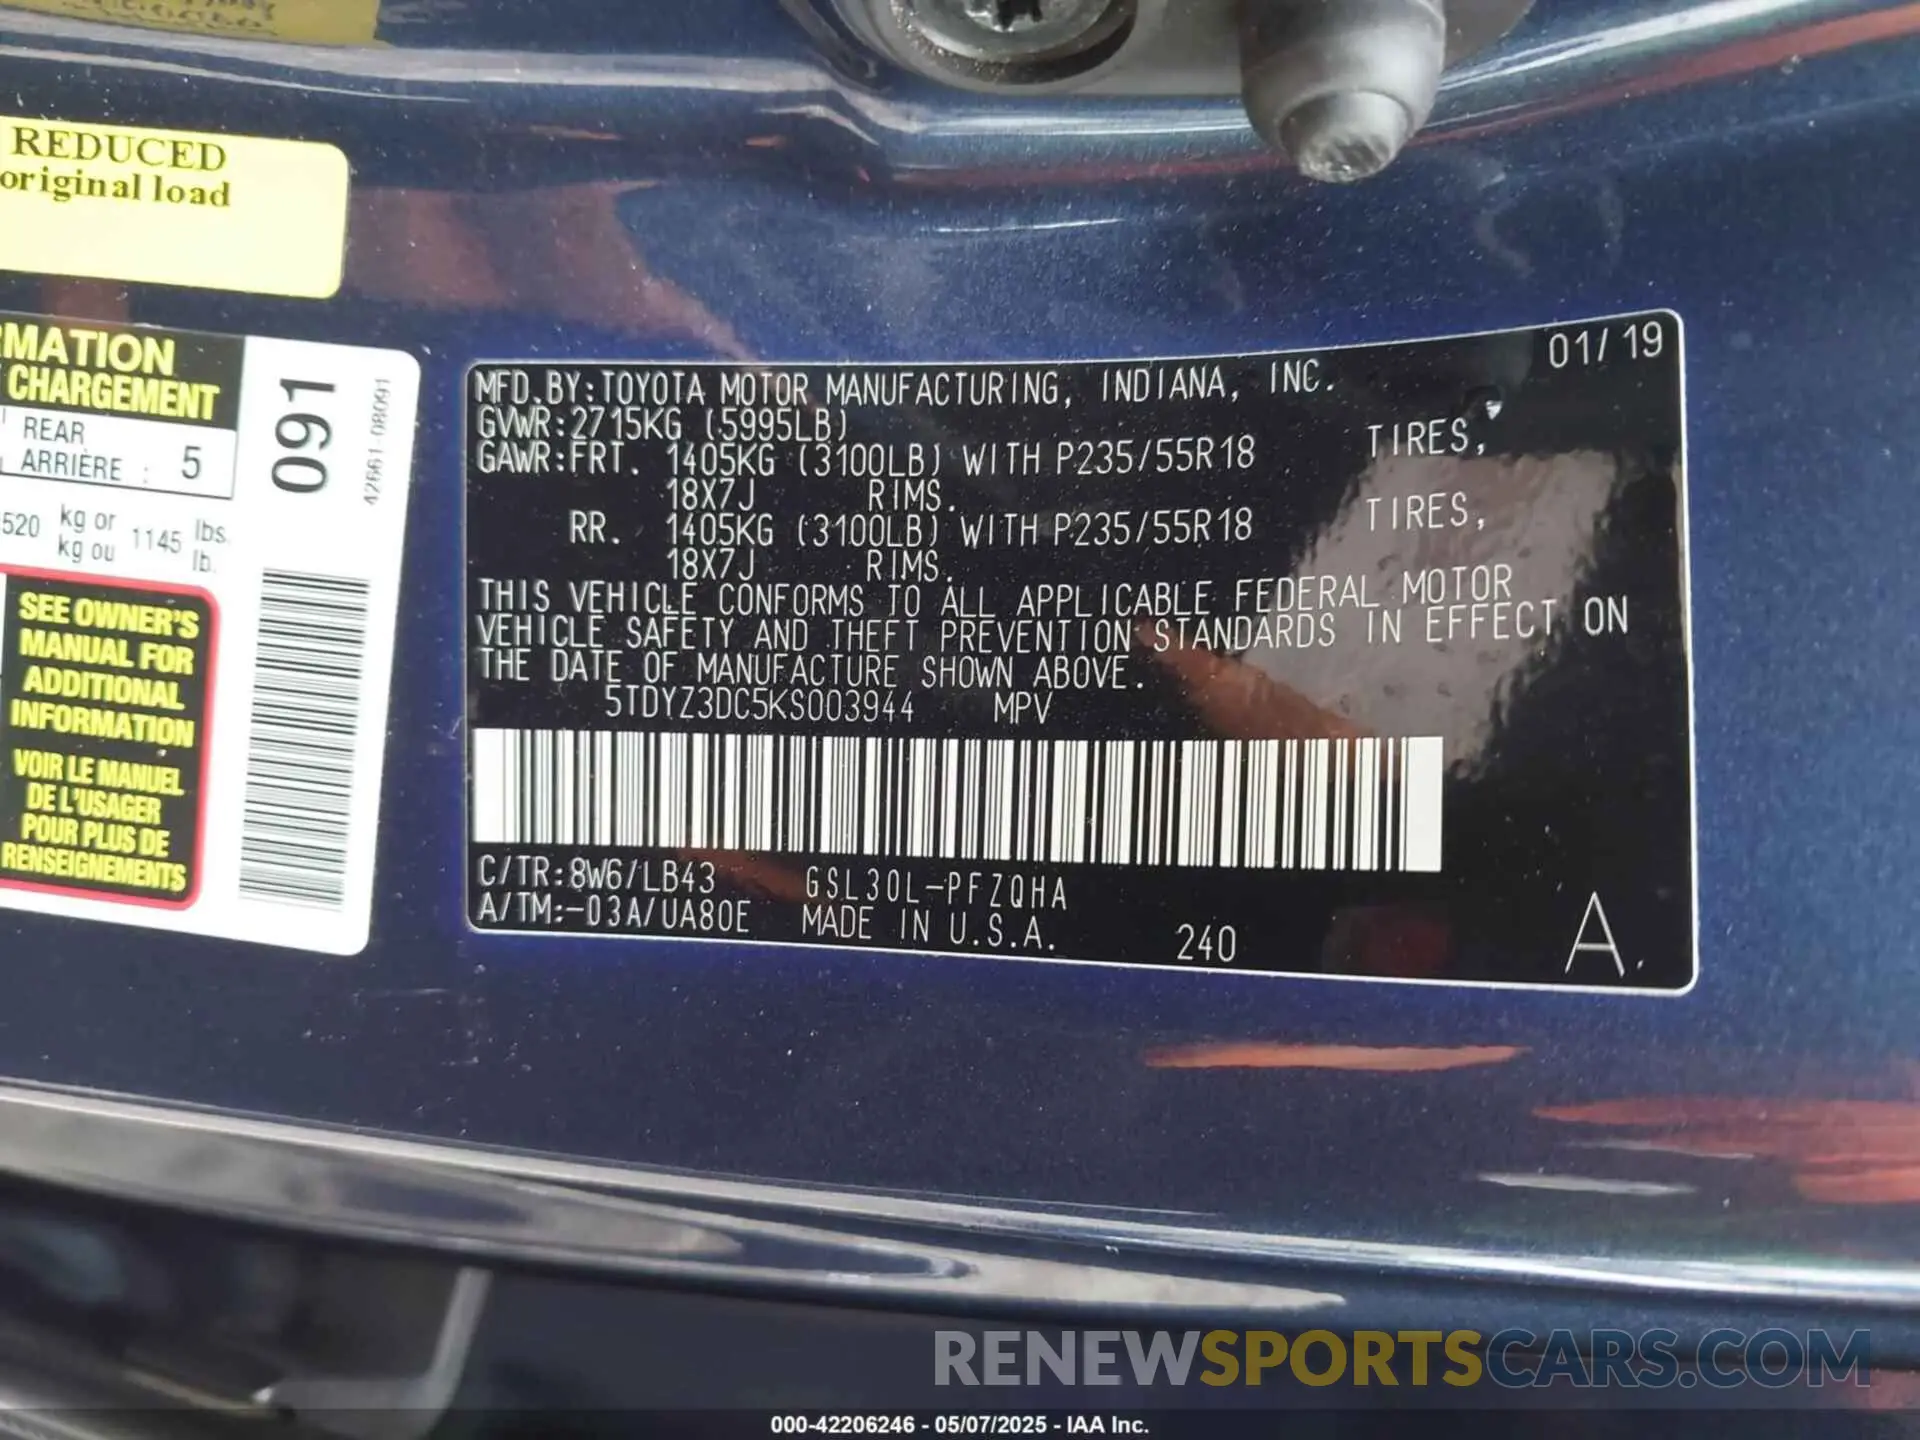 REDUCED
original load
RMATION
CHARGEMENT
REAR
ARRIÈRE : 5
520 kg or 1145 lbs.
kg ou lb.
091
42661-08091
SEE OWNER'S
MANUAL FOR
ADDITIONAL
INFORMATION
VOIR LE MANUEL
DE L'USAGER
POUR PLUS DE
RENSEIGNEMENTS
01/19
MFD.BY:TOYOTA MOTOR MANUFACTURING, INDIANA, INC.
GVWR:2715KG (5995LB)
GAWR:FRT. 1405KG (3100LB) WITH P235/55R18 TIRES,
18X7J RIMS.
RR. 1405KG (3100LB) WITH P235/55R18 TIRES,
18X7J RIMS.
THIS VEHICLE CONFORMS TO ALL APPLICABLE FEDERAL MOTOR
VEHICLE SAFETY AND THEFT PREVENTION STANDARDS IN EFFECT ON
THE DATE OF MANUFACTURE SHOWN ABOVE.
5TDYZ3DC5KS003944 MPV
C/TR:8W6/LB43 GSL30L-PFZQHA
A/TM:-03A/UA80E MADE IN U.S.A. 240 A.
RENEWSPORTSCARS.COM
000-42206246 - 05/07/2025 - IAA Inc.